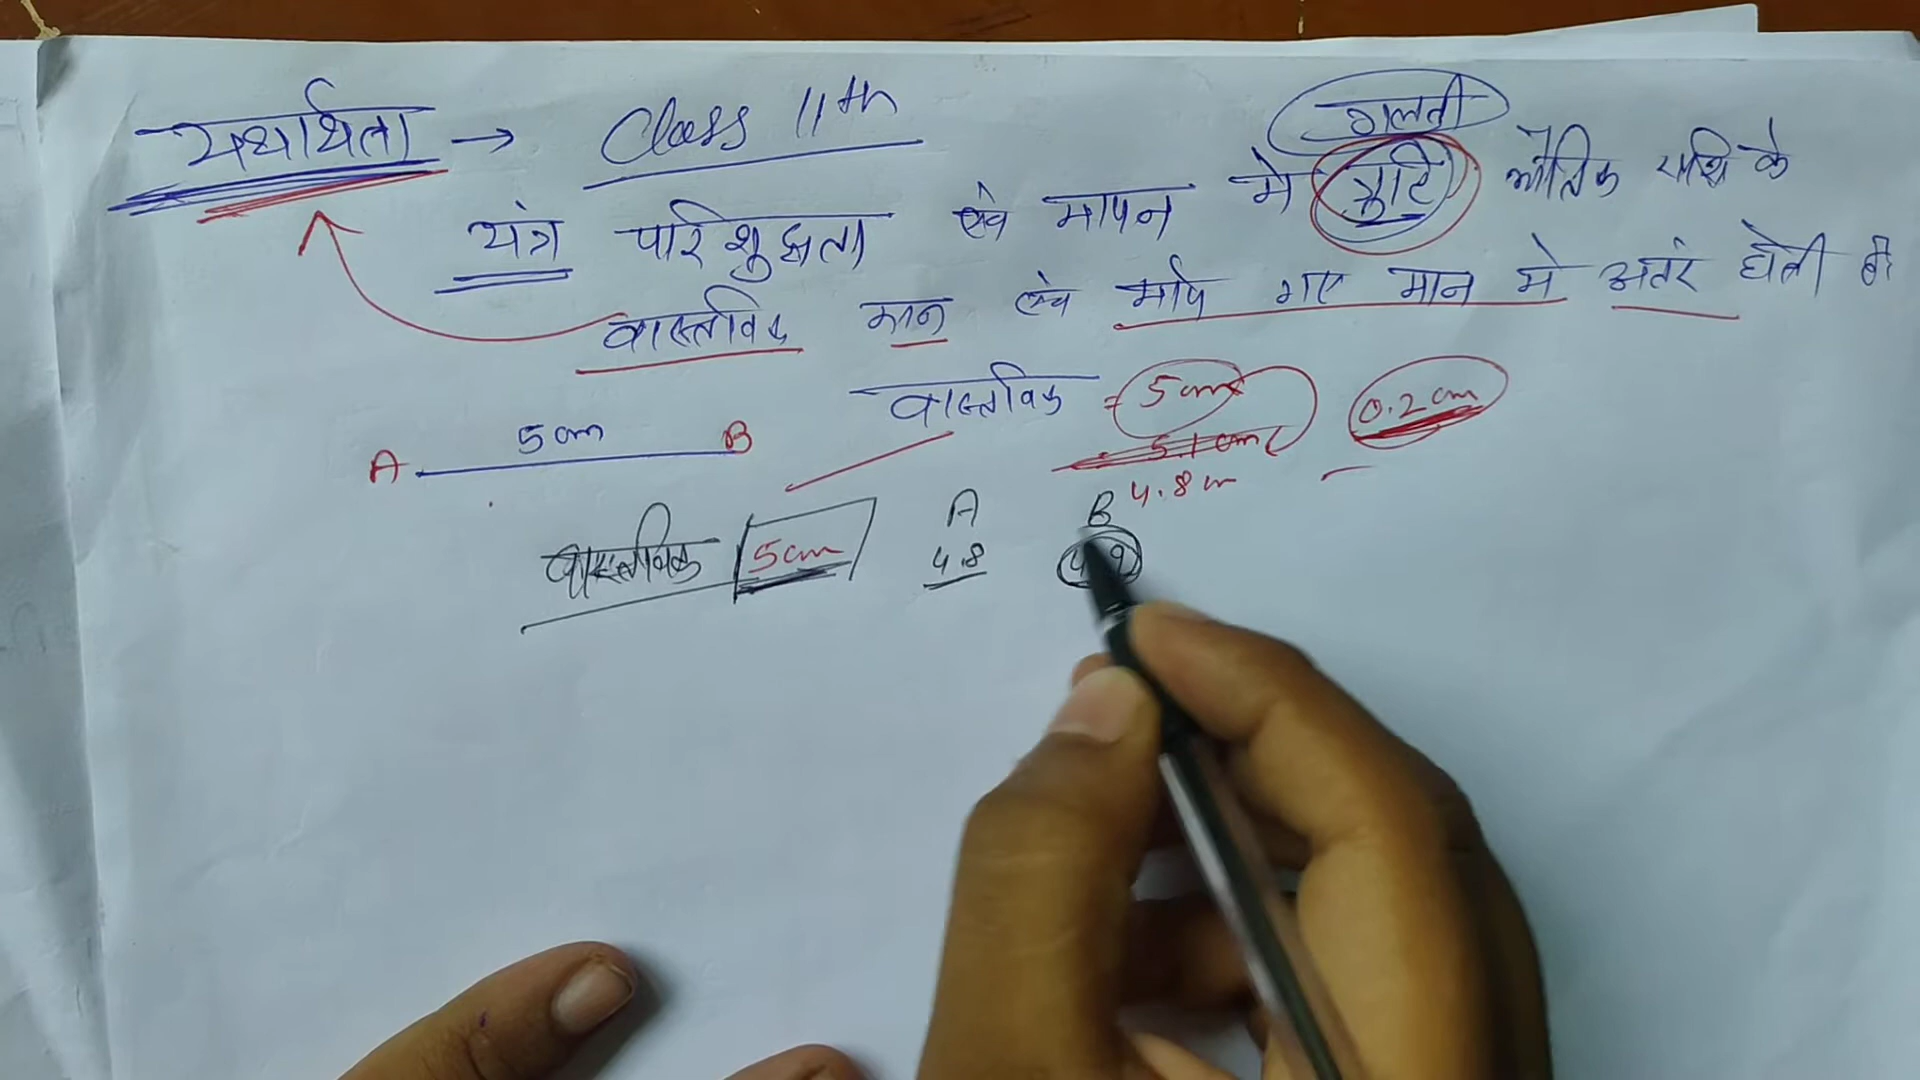 यथार्थता → Class 11th
गलती
यंत्र परिशुद्धता एवं मापन में त्रुटि भौतिक राशि के
वास्तविक मान एवं मापे गए मान मे अतंर होती है
वास्तविक = 5 cm 0.2 cm
5 cm
A B
5.1 cm
4.8 cm
A B
वास्तविक 5 cm 4.8